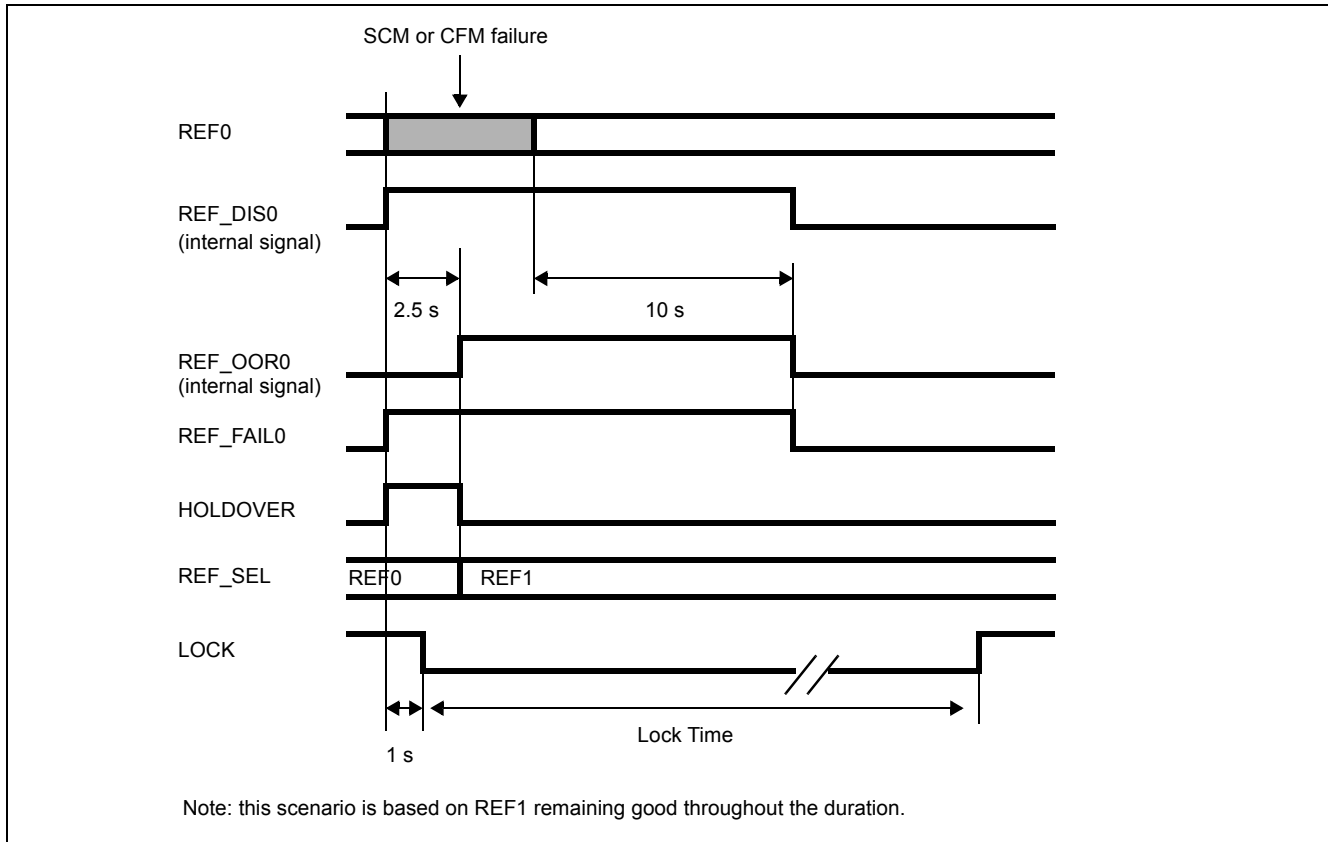 SCM or CFM failure
REF0
REF_DIS0
(internal signal)
2.5 s
10 s
REF_OOR0
(internal signal)
REF_FAIL0
HOLDOVER
REF_SEL
REF0
REF1
LOCK
Lock Time
1 s
Note: this scenario is based on REF1 remaining good throughout the duration.